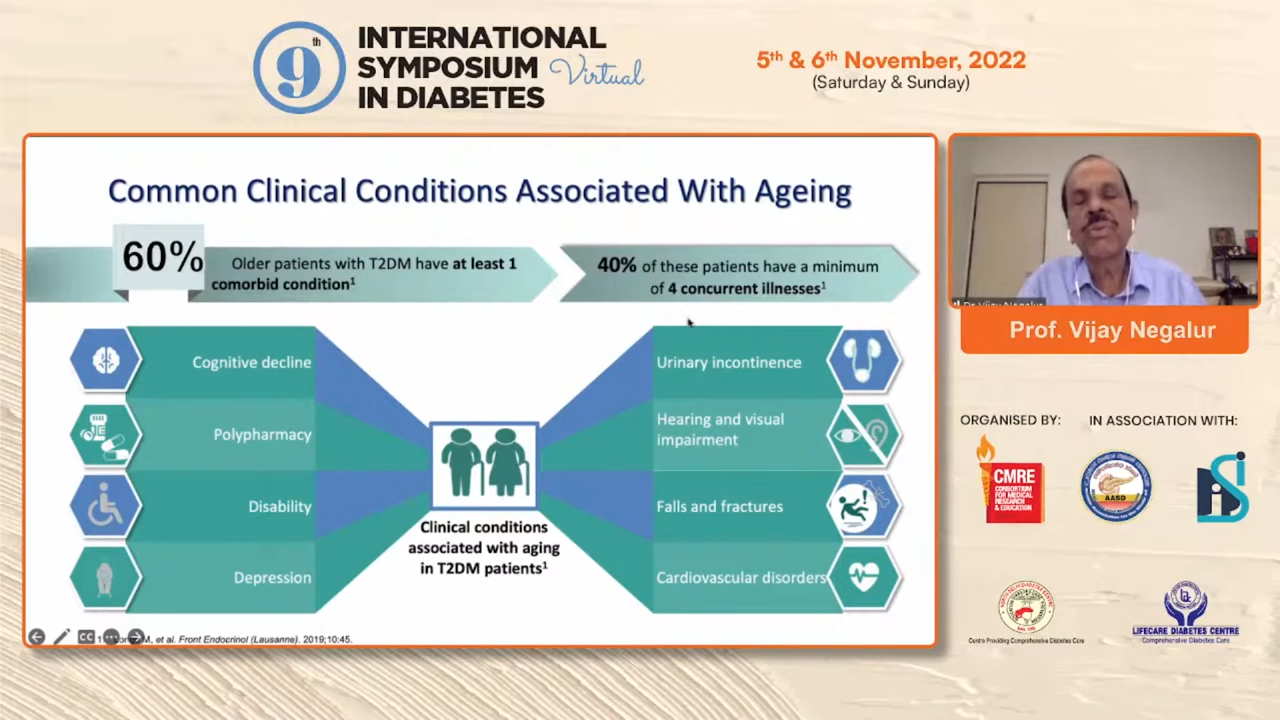 9th
INTERNATIONAL
SYMPOSIUM Virtual
IN DIABETES
5th & 6th November, 2022
(Saturday & Sunday)
Common Clinical Conditions Associated With Ageing
60% Older patients with T2DM have at least 1
comorbid condition1
40% of these patients have a minimum
of 4 concurrent illnesses1
Cognitive decline
Polypharmacy
Disability
Depression
Clinical conditions
associated with aging
in T2DM patients1
Urinary incontinence
Hearing and visual
impairment
Falls and fractures
Cardiovascular disorders
CC
M, et al. Front Endocrinol (Lausanne). 2019;10:45.
Dr Vijay Negalur
Prof. Vijay Negalur
ORGANISED BY:
IN ASSOCIATION WITH:
CMRE
CONSORTIUM
FOR MEDICAL
RESEARCH
& EDUCATION
AASD
Centre Providing Comprehensive Diabetes Care
LIFECARE DIABETES CENTRE
Comprehensive Diabetes Care